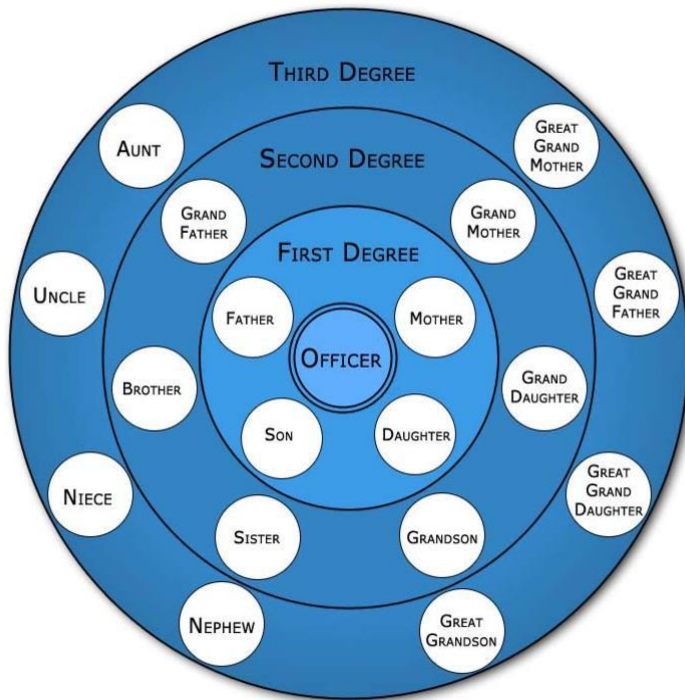 THIRD DEGREE
AUNT
GREAT
GRAND
MOTHER
SECOND DEGREE
GRAND
FATHER
GRAND
MOTHER
FIRST DEGREE
UNCLE
GREAT
GRAND
FATHER
FATHER
MOTHER
OFFICER
BROTHER
GRAND
DAUGHTER
SON
DAUGHTER
NIECE
GREAT
GRAND
DAUGHTER
SISTER
GRANDSON
NEPHEW
GREAT
GRANDSON